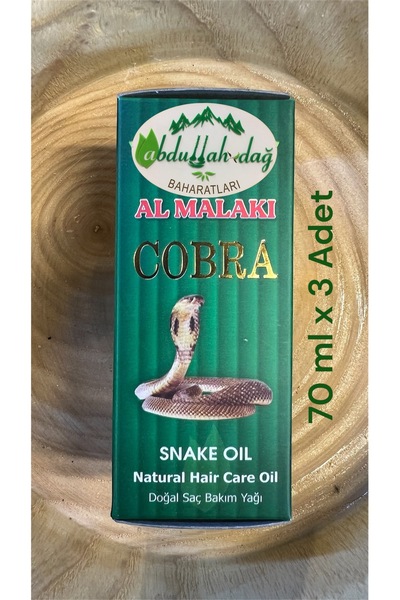 abdullah dağ
BAHARATLARI
AL MALAKI
COBRA
SNAKE OIL
Natural Hair Care Oil
Doğal Saç Bakım Yağı
70 ml x 3 Adet